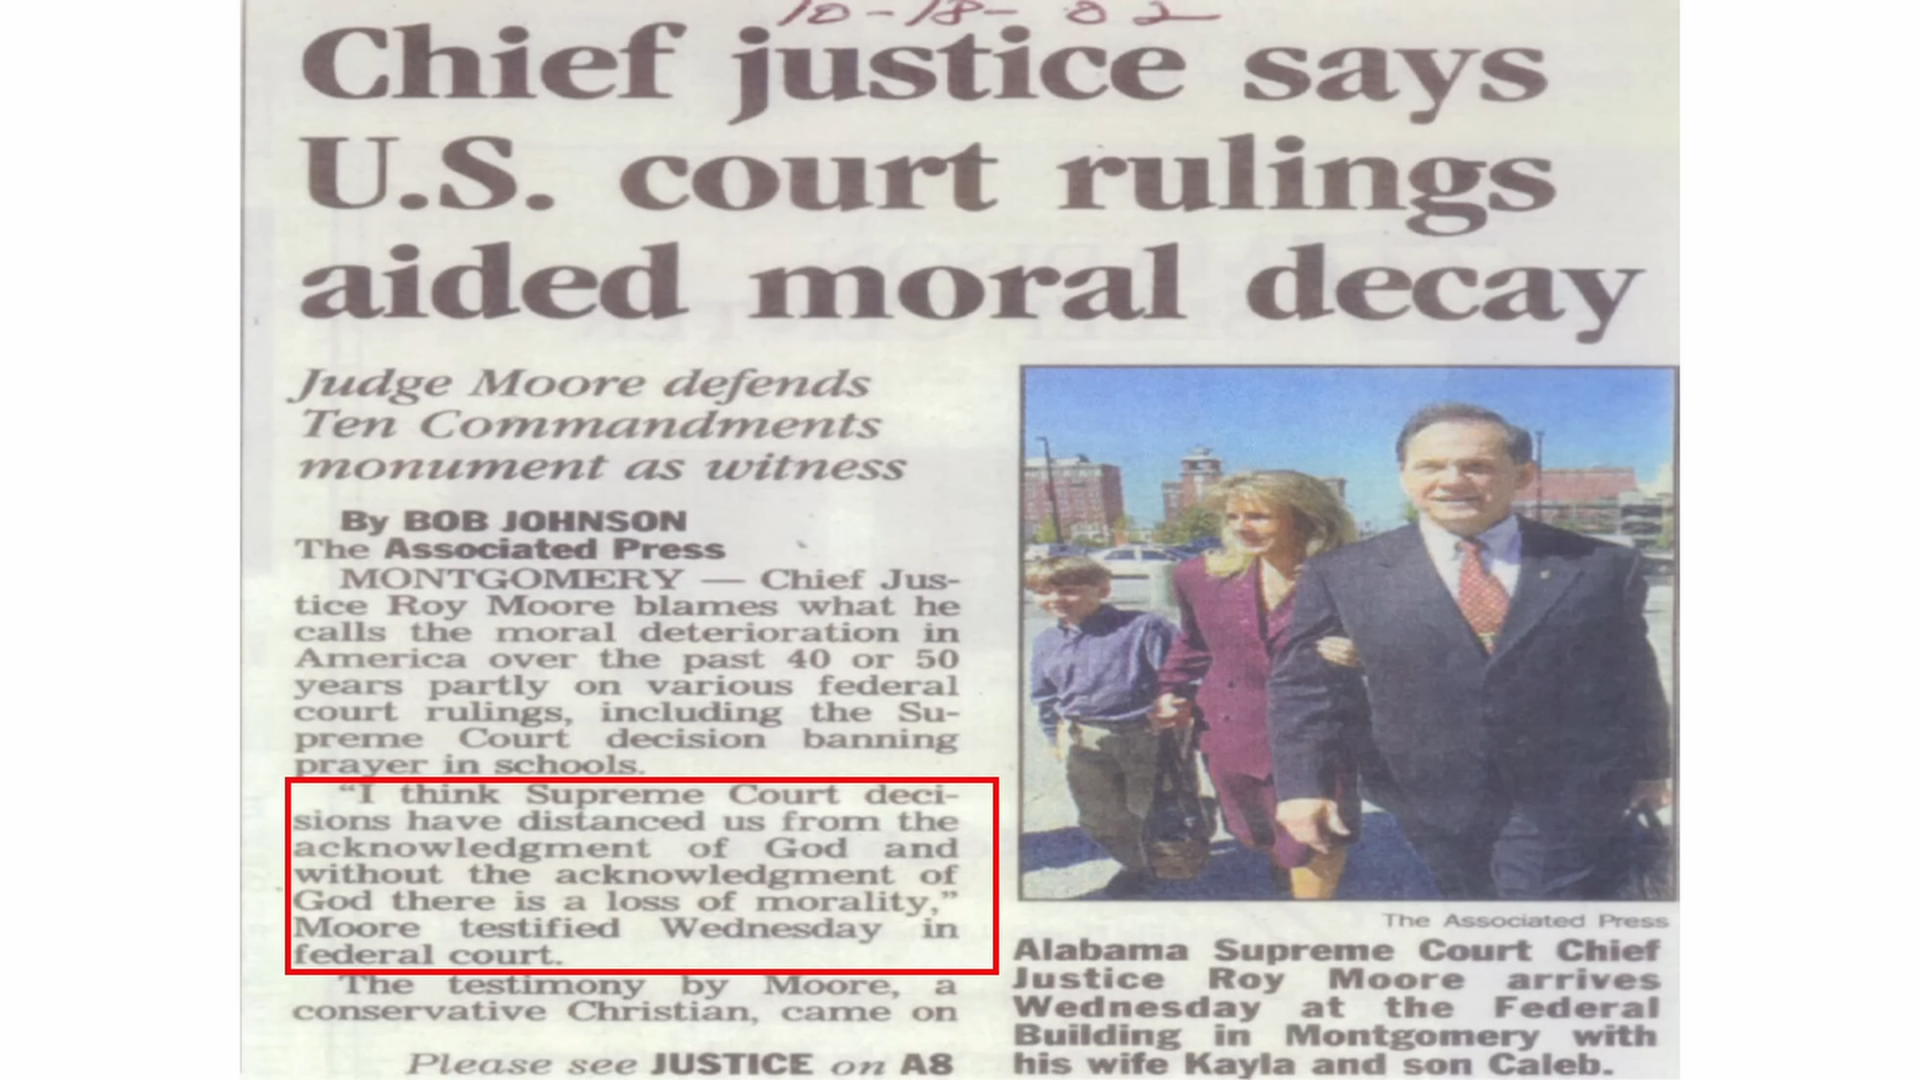 10-18-02
Chief justice says
U.S. court rulings
aided moral decay
Judge Moore defends
Ten Commandments
monument as witness
By BOB JOHNSON
The Associated Press
MONTGOMERY — Chief Jus-
tice Roy Moore blames what he
calls the moral deterioration in
America over the past 40 or 50
years partly on various federal
court rulings, including the Su-
preme Court decision banning
prayer in schools.
"I think Supreme Court deci-
sions have distanced us from the
acknowledgment of God and
without the acknowledgment of
God there is a loss of morality,"
Moore testified Wednesday in
federal court.
The testimony by Moore, a
conservative Christian, came on
Please see JUSTICE on A8
The Associated Press
Alabama Supreme Court Chief
Justice Roy Moore arrives
Wednesday at the Federal
Building in Montgomery with
his wife Kayla and son Caleb.